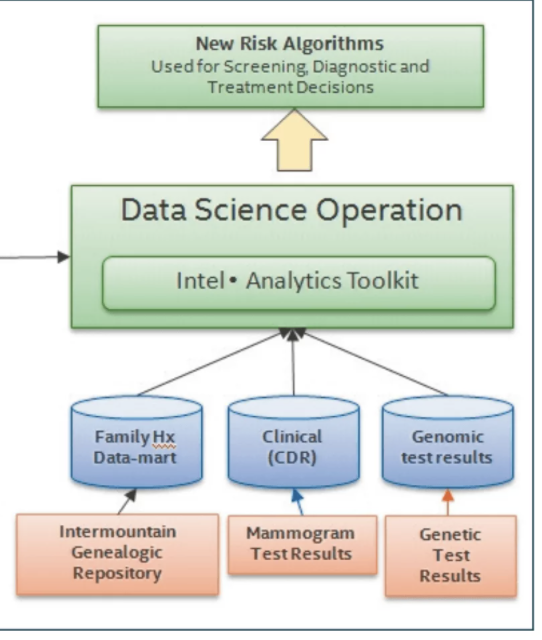 New Risk Algorithms
Used for Screening, Diagnostic and
Treatment Decisions
Data Science Operation
Intel • Analytics Toolkit
Family Hx
Data-mart
Clinical
(CDR)
Genomic
test results
Intermountain
Genealogic
Repository
Mammogram
Test Results
Genetic
Test
Results